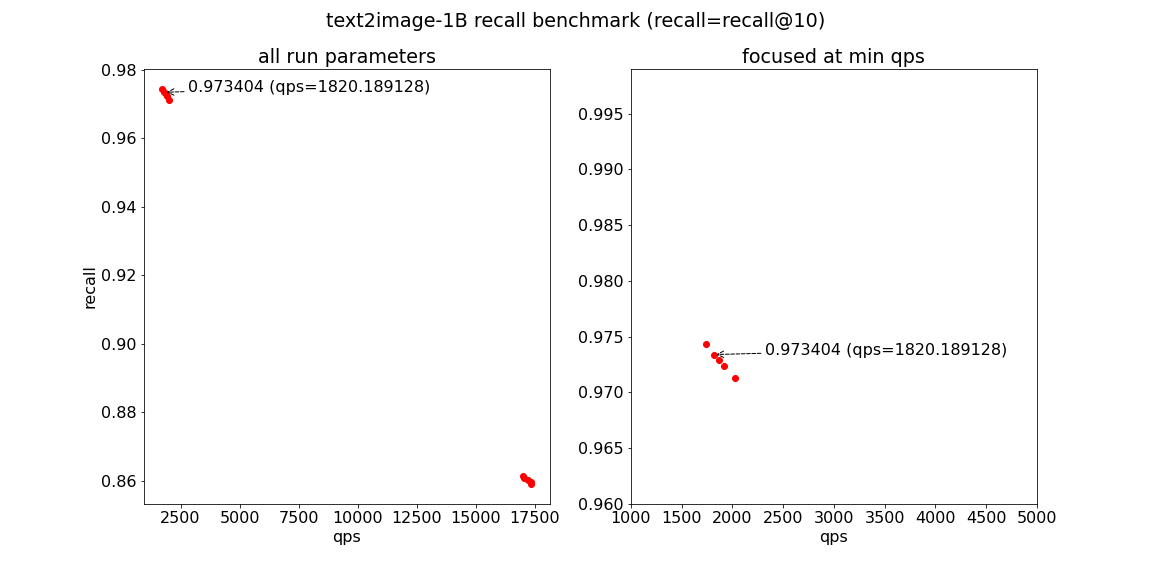 text2image-1B recall benchmark (recall=recall@10)
all run parameters
0.98
0.96
0.94
0.92
0.90
0.88
0.86
recall
0.973404 (qps=1820.189128)
2500 5000 7500 10000 12500 15000 17500
qps
focused at min qps
0.995
0.990
0.985
0.980
0.975
0.970
0.965
0.960
0.973404 (qps=1820.189128)
1000 1500 2000 2500 3000 3500 4000 4500 5000
qps